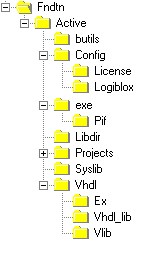 Fndtn
Active
butils
Config
License
Logiblox
exe
Pif
Libdir
Projects
Syslib
Vhdl
Ex
Vhdl_lib
Vlib